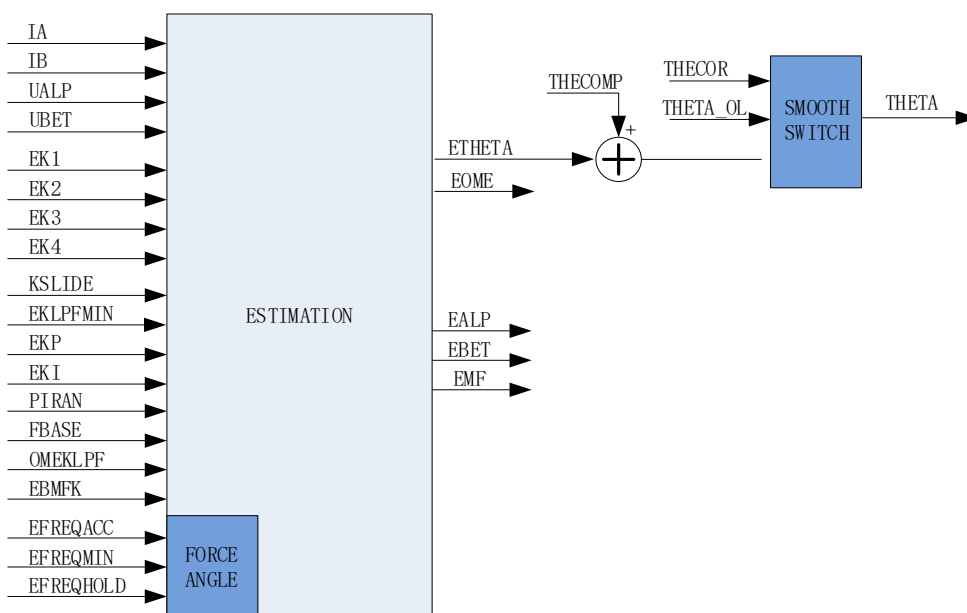 IA
IB
UALP
UBET
EK1
EK2
EK3
EK4
KSLIDE
EKLPFMIN
EKP
EKI
PIRAN
FBASE
OMEKLPF
EBMFK
EFREQACC
EFREQMIN
EFREQHOLD
FORCE
ANGLE
ESTIMATION
ETHETA
EOME
EALP
EBET
EMF
THECOMP
+
THECOR
THETA_OL
SMOOTH
SWITCH
THETA